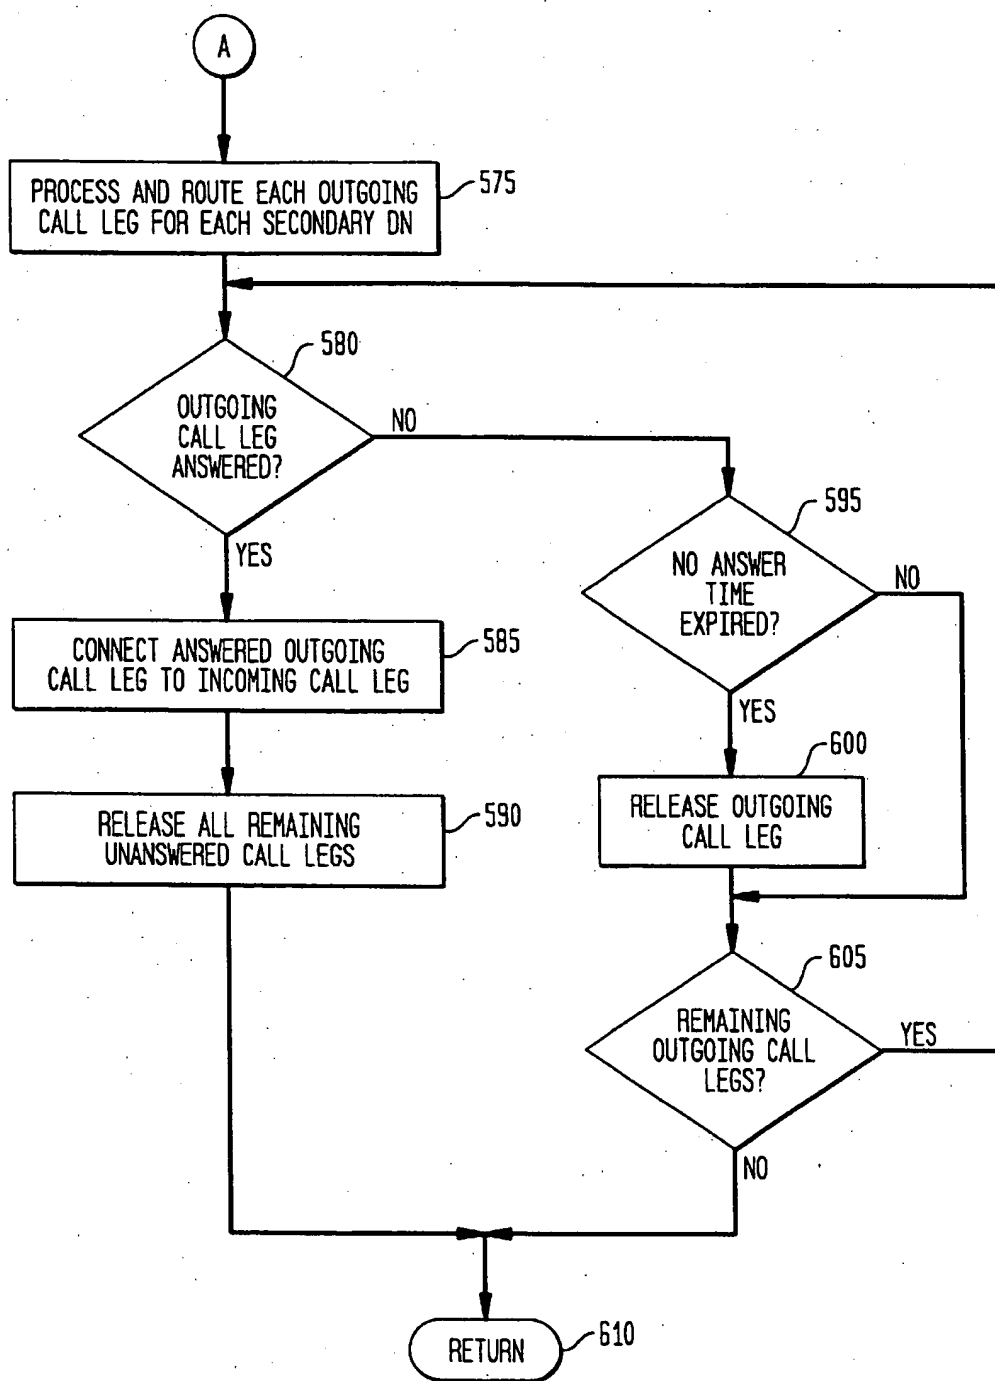 A
PROCESS AND ROUTE EACH OUTGOING
CALL LEG FOR EACH SECONDARY DN
575
580
OUTGOING
CALL LEG
ANSWERED?
NO
YES
595
NO ANSWER
TIME
EXPIRED?
NO
YES
CONNECT ANSWERED OUTGOING
CALL LEG TO INCOMING CALL LEG
585
600
RELEASE OUTGOING
CALL LEG
RELEASE ALL REMAINING
UNANSWERED CALL LEGS
590
605
REMAINING
OUTGOING CALL
LEGS?
YES
NO
RETURN
610